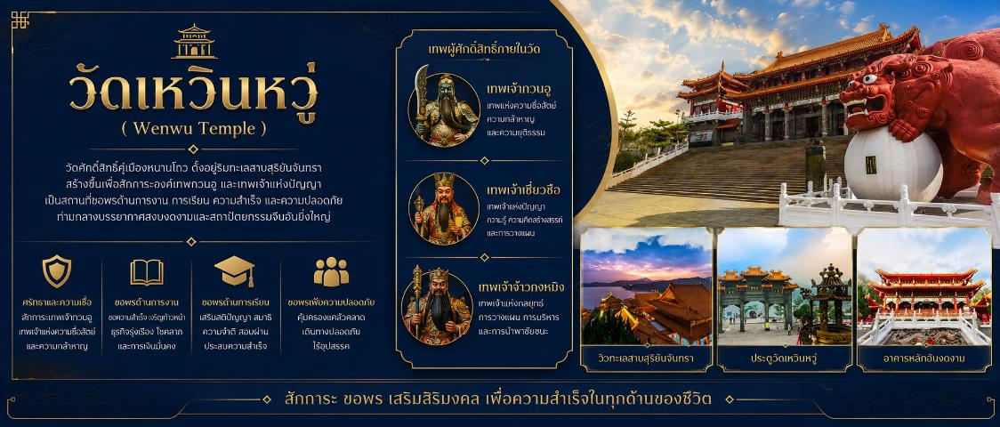 วัดเหวินหวู่
( Wenwu Temple )
วัดศักดิ์สิทธิ์คู่เมืองหนานโถว ตั้งอยู่ริมทะเลสาบสุริยันจันทรา
สร้างขึ้นเพื่อสักการะองค์เทพกวนอู และเทพเจ้าแห่งปัญญา
เป็นสถานที่ขอพรด้านการงาน การเรียน ความสำเร็จ และความปลอดภัย
ท่ามกลางบรรยากาศสงบงดงามและสถาปัตยกรรมจีนอันยิ่งใหญ่
ศรัทธาและความเชื่อ
สักการะเทพเจ้ากวนอู
เทพเจ้าแห่งความซื่อสัตย์
และความกล้าหาญ
ขอพรด้านการงาน
ขอความสำเร็จ เจริญก้าวหน้า
ธุรกิจรุ่งเรือง โชคลาภ
และการเงินมั่นคง
ขอพรด้านการเรียน
เสริมสติปัญญา สมาธิ
ความจำดี สอบผ่าน
ประสบความสำเร็จ
ขอพรเพื่อความปลอดภัย
คุ้มครองแคล้วคลาด
เดินทางปลอดภัย
ไร้อุปสรรค
เทพผู้ศักดิ์สิทธิ์ภายในวัด
เทพเจ้ากวนอู
เทพแห่งความซื่อสัตย์
ความกล้าหาญ
และความยุติธรรม
เทพเจ้าเชี่ยวชือ
เทพเจ้าแห่งปัญญา
ความรู้ ความคิดสร้างสรรค์
และการวางแผน
เทพเจ้าจ้าวกงหมิง
เทพเจ้าแห่งกลยุทธ์
การวางแผน การบริหาร
และการนำพาชัยชนะ
วิวทะเลสาบสุริยันจันทรา
ประตูวัดเหวินหวู่
อาคารหลักอันงดงาม
สักการะ ขอพร เสริมสิริมงคล เพื่อความสำเร็จในทุกด้านของชีวิต